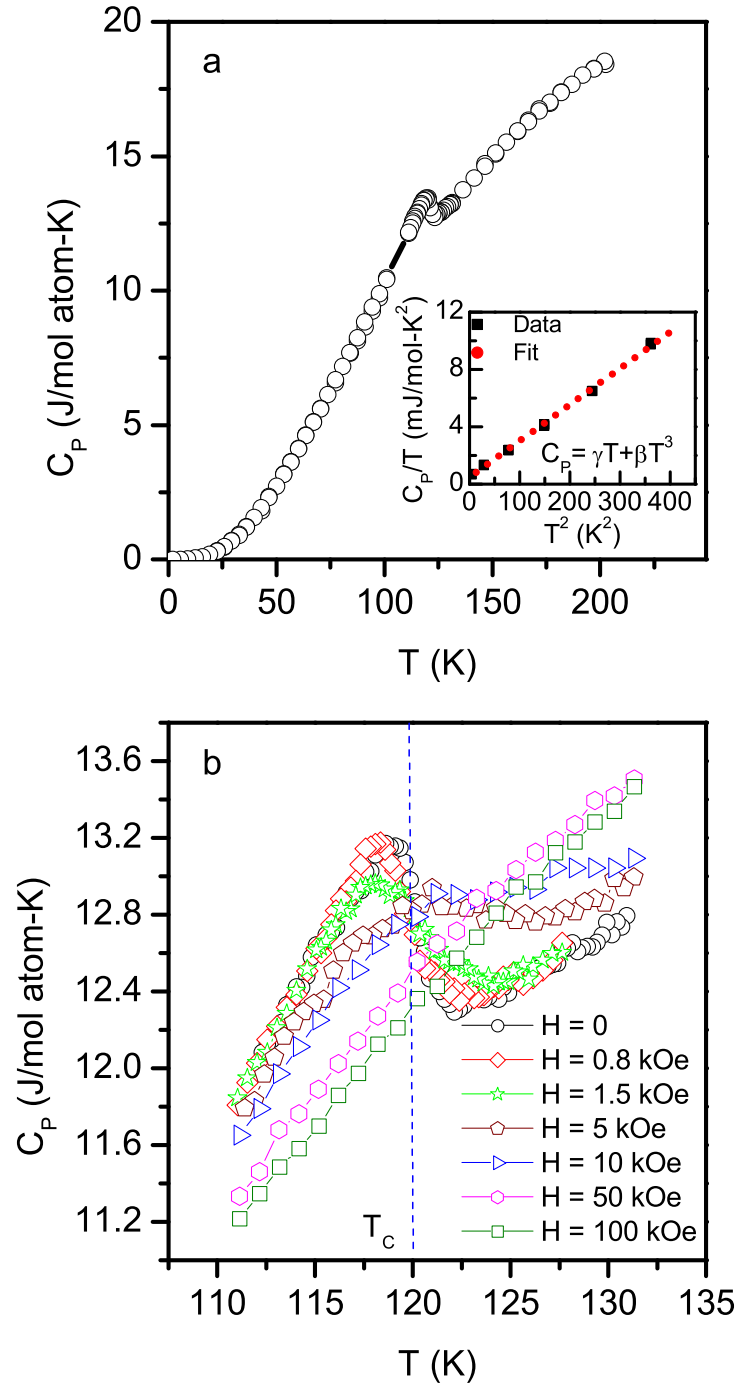 a
20
15
10
5
0
C_P (J/mol atom-K)
0 50 100 150 200
T (K)
12
8
4
0
C_P/T (mJ/mol-K^2)
Data
Fit
C_P= γT+βT^3
0 100 200 300 400
T^2 (K^2)
b
13.6
13.2
12.8
12.4
12.0
11.6
11.2
C_P (J/mol atom-K)
H = 0
H = 0.8 kOe
H = 1.5 kOe
H = 5 kOe
H = 10 kOe
H = 50 kOe
H = 100 kOe
T_C
110 115 120 125 130 135
T (K)